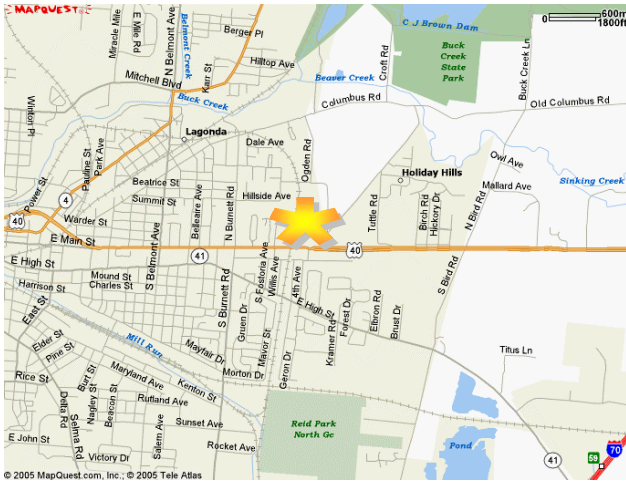 MAPQUEST
600m
0 1800ft
Miracle Mile
E Mile Rd
N Belmont Ave
Belmont Creek
Karr St
Berger Pl
Hilltop Ave
Mitchell Blvd
Buck Creek
Beaver Creek
Croft Rd
C J Brown Dam
Buck
Creek
State
Park
Buck Creek Ln
Columbus Rd
Old Columbus Rd
Witton Pl
Lagonda
Dale Ave
Ogden Rd
Owl Ave
Holiday Hills
Mallard Ave
Sinking Creek
Power St
Pauline St
Park Ave
4
Beatrice St
Summit St
Belleaire Ave
N Burnett Rd
Hillside Ave
Tuttle Rd
Birch Rd
Hickory Dr
N Bird Rd
40
Warder St
E Main St
41
40
E High St
Mound St
Charles St
S Belmont Ave
S Burnett Rd
S Fostoria Ave
Willis Ave
4th Ave
E High St
S Bird Rd
Harrison St
East St
Mill Run
Gruen Dr
Mavor St
Geron Dr
Kramer Rd
Forest Dr
Elbron Rd
Brust Dr
Titus Ln
Elder St
Pine St
Mayfair Dr
Morton Dr
Rice St
Burt St
Nagley St
Beacon St
Maryland Ave
Kenton St
Rutland Ave
Delta Rd
Selma Rd
Salem Ave
Sunset Ave
Reid Park
North Gc
E John St
Victory Dr
Rocket Ave
Pond
41
59
70
© 2005 MapQuest.com, Inc.; © 2005 Tele Atlas